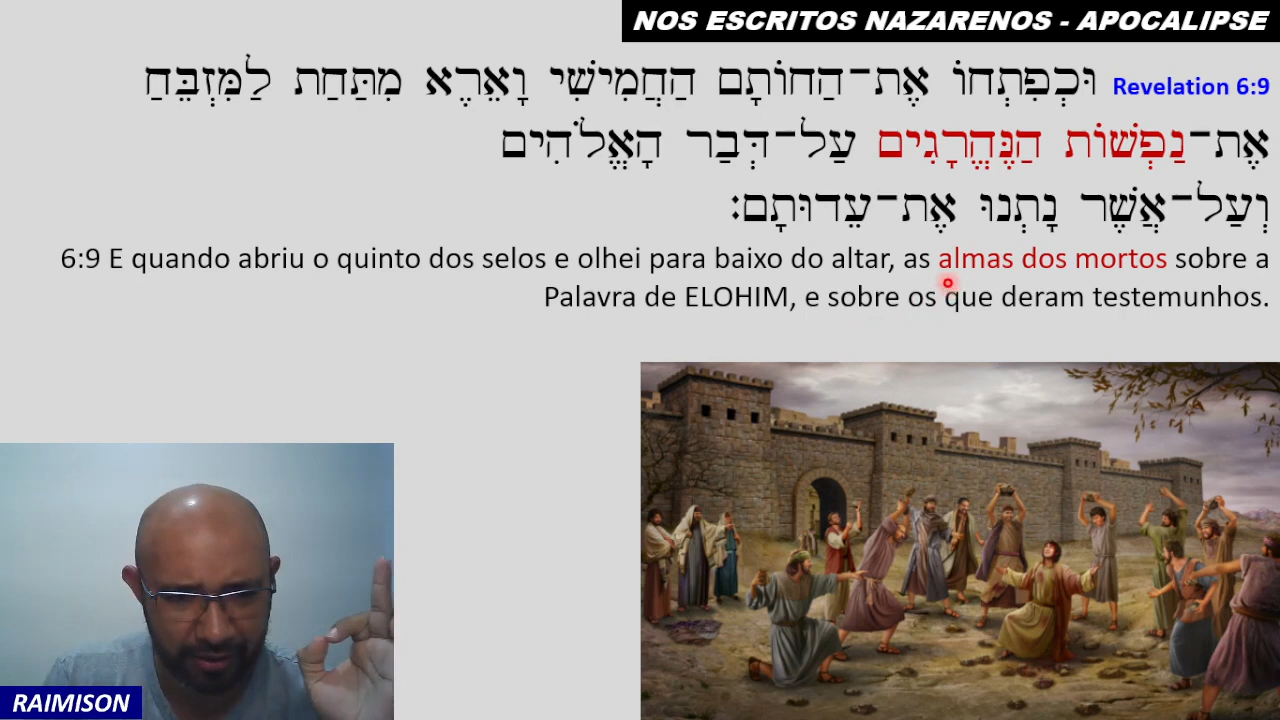 NOS ESCRITOS NAZARENOS - APOCALIPSE
Revelation 6:9 וּכְפִתְחוֹ אֶת־הַחוֹתָם הַחֲמִישִׁי וָאֵרֶא מִתַּחַת לַמִּזְבֵּחַ
אֶת־נַפְשׁוֹת הַנֶּהֱרָגִים עַל־דְּבַר הָאֱלֹהִים
וְעַל־אֲשֶׁר נָתְנוּ אֶת־עֵדוּתָם׃
6:9 E quando abriu o quinto dos selos e olhei para baixo do altar, as almas dos mortos sobre a
Palavra de ELOHIM, e sobre os que deram testemunhos.
RAIMISON